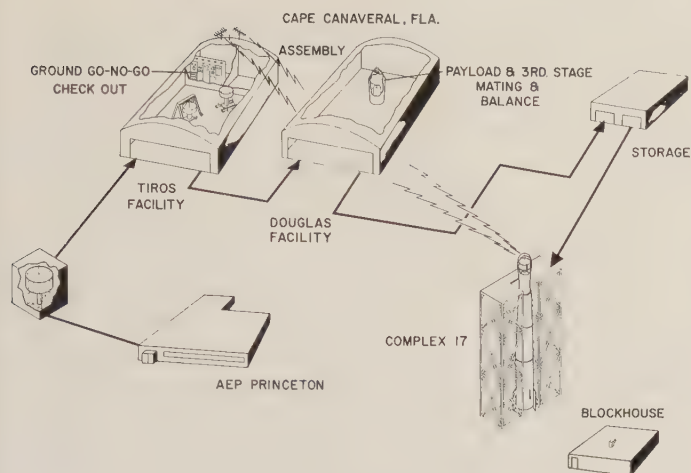 CAPE CANAVERAL, FLA.
ASSEMBLY
GROUND GO-NO-GO
CHECK OUT
PAYLOAD & 3RD. STAGE
MATING &
BALANCE
STORAGE
TIROS
FACILITY
DOUGLAS
FACILITY
COMPLEX 17
AEP PRINCETON
BLOCKHOUSE